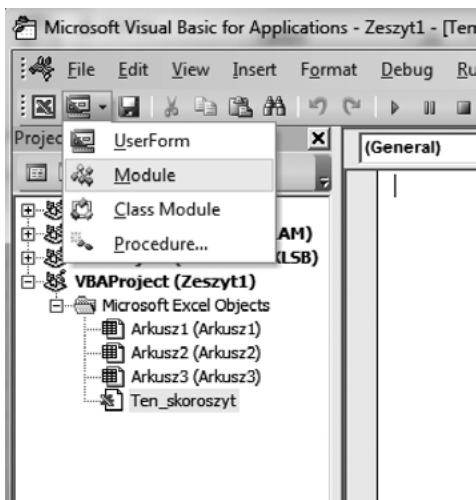 Microsoft Visual Basic for Applications - Zeszyt1 - [Ten
File Edit View Insert Format Debug Ru
Projec
UserForm
(General)
Module
Class Module
AM)
Procedure...
LSB)
VBAProject (Zeszyt1)
Microsoft Excel Objects
Arkusz1 (Arkusz1)
Arkusz2 (Arkusz2)
Arkusz3 (Arkusz3)
Ten_skoroszyt